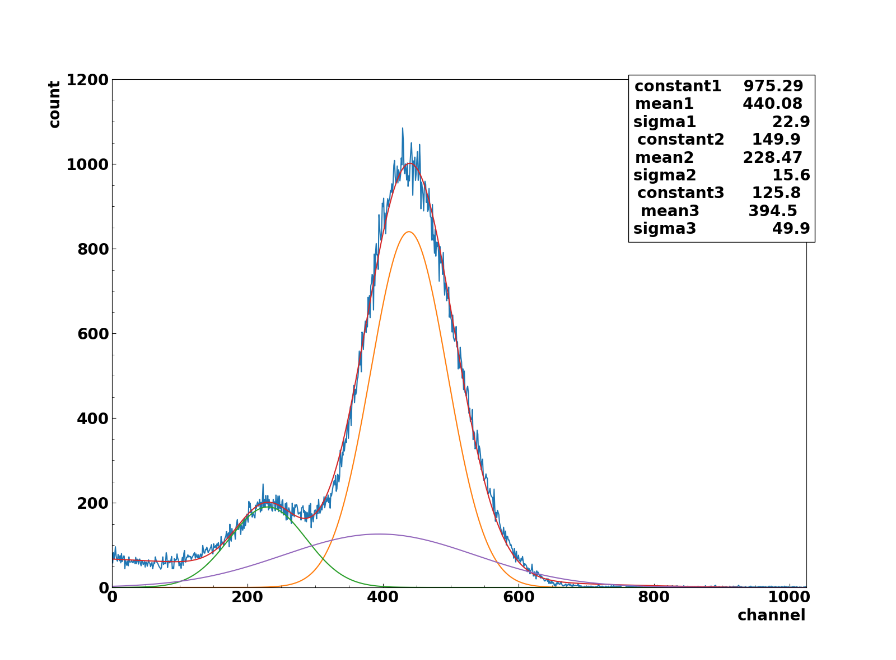 count
1200
1000
800
600
400
200
0
0 200 400 600 800 1000
channel
constant1 975.29
mean1 440.08
sigma1 22.9
constant2 149.9
mean2 228.47
sigma2 15.6
constant3 125.8
mean3 394.5
sigma3 49.9